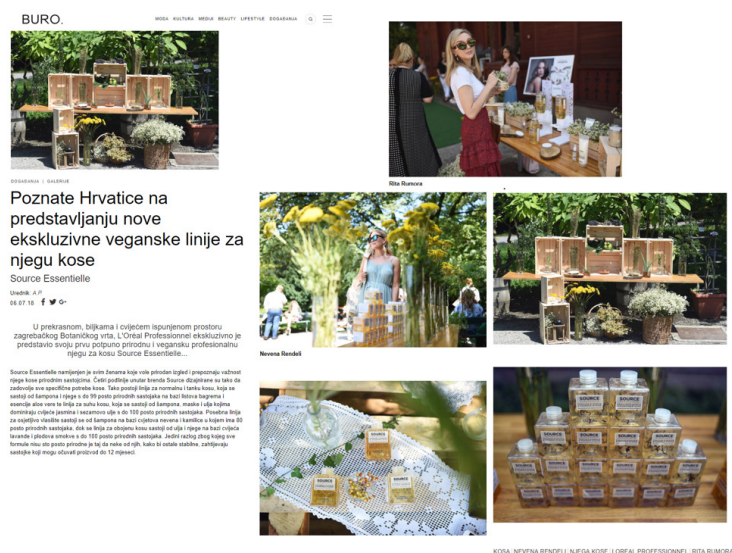 BURO.
MODA KULTURA MEDIJI BEAUTY LIFESTYLE DOGAĐANJA
DOGAĐANJA | GALERIJE
Poznate Hrvatice na
predstavljanju nove
ekskluzivne veganske linije za
njegu kose
Source Essentielle
Urednik: A.P.
06.07.18
U prekrasnom, biljkama i cvijećem ispunjenom prostoru
zagrebačkog Botaničkog vrta, L'Oréal Professionnel ekskluzivno je
predstavio svoju prvu potpuno prirodnu i vegansku profesionalnu
njegu za kosu Source Essentielle...
Source Essentielle namijenjen je svim ženama koje vole prirodan izgled i prepoznaju važnost
njege kose prirodnim sastojcima. Četiri podlinije unutar brenda Source dizajnirane su tako da
zadovolje sve specifične potrebe kose. Tako postoji linija za normalnu i tanku kosu, koja se
sastoji od šampona i njege s do 99 posto prirodnih sastojaka na bazi listova bagrema i
esencije aloe vere te linija za suhu kosu, koja se sastoji od šampona, maske i ulja kojima
dominiraju cvijeće jasmina i sezamovo ulje s do 100 posto prirodnih sastojaka. Posebna linija
za osjetljivo vlasište sastoji se od šampona na bazi cvjetova nevena i kamilice u kojem ima 80
posto prirodnih sastojaka, dok se linija za obojenu kosu sastoji od ulja i njege na bazi cvijeća
lavande i plodova smokve s do 100 posto prirodnih sastojaka. Jedini razlog zbog kojeg sve
formule nisu sto posto prirodne je taj da neke od njih, kako bi ostale stabilne, zahtijevaju
sastojke koji mogu očuvati proizvod do 12 mjeseci.
Rita Rumora
Nevena Rendeli
SOURCE
SOURCE
SOURCE
SOURCE
SOURCE
KOSA NEVENA RENDELI NJEGA KOSE LOREAL PROFESSIONNEL RITA RUMORA